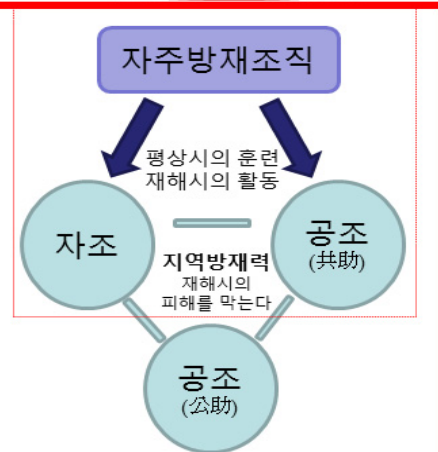 자주방재조직
평상시의 훈련
재해시의 활동
자조
공조
(共助)
지역방재력
재해시의
피해를 막는다
공조
(公助)